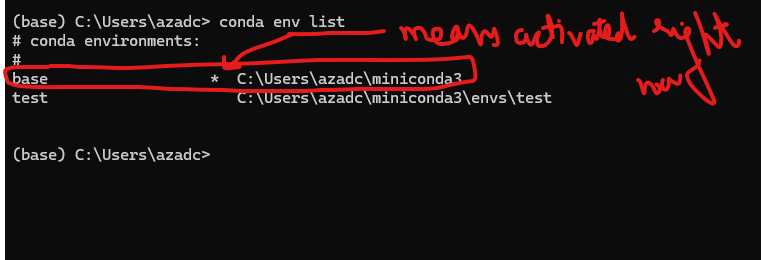 (base) C:\Users\azadc> conda env list
means activated right
now
# conda environments:
#
base * C:\Users\azadc\miniconda3
test C:\Users\azadc\miniconda3\envs\test
(base) C:\Users\azadc>